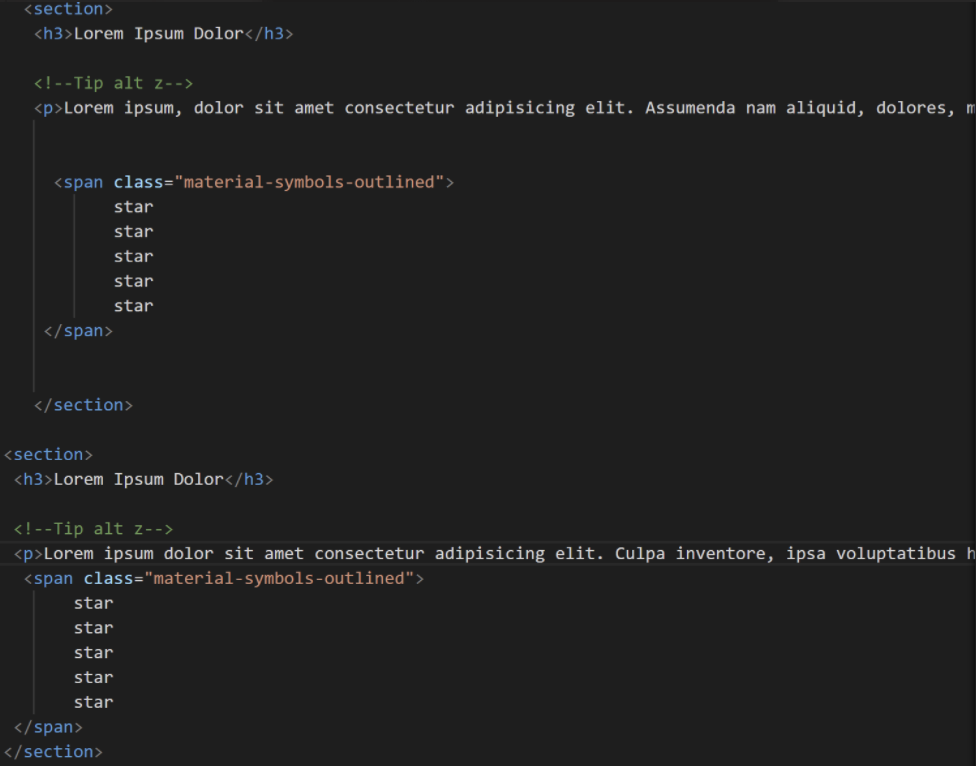 <section>
<h3>Lorem Ipsum Dolor</h3>
<!--Tip alt z-->
<p>Lorem ipsum, dolor sit amet consectetur adipisicing elit. Assumenda nam aliquid, dolores,
<span class="material-symbols-outlined">
star
star
star
star
star
</span>
</section>
<section>
<h3>Lorem Ipsum Dolor</h3>
<!--Tip alt z-->
<p>Lorem ipsum dolor sit amet consectetur adipisicing elit. Culpa inventore, ipsa voluptatibus
<span class="material-symbols-outlined">
star
star
star
star
star
</span>
</section>